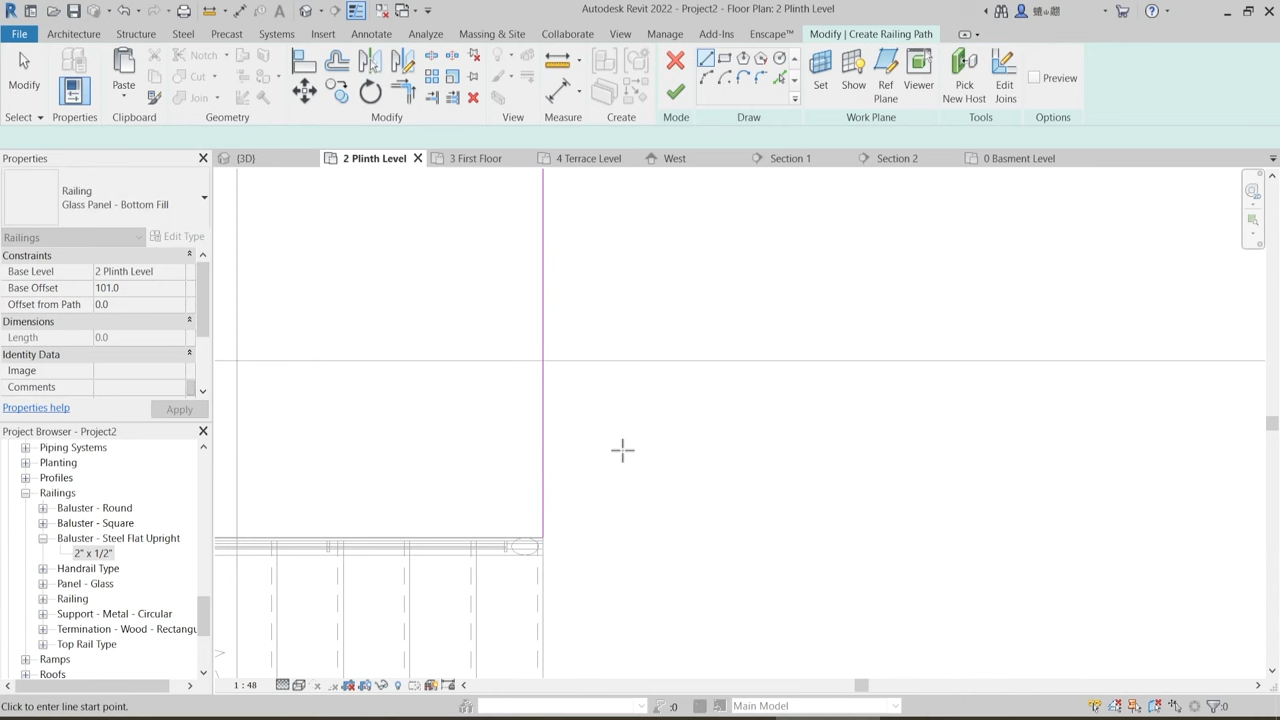 Autodesk Revit 2022 - Project2 - Floor Plan: 2 Plinth Level
File Architecture Structure Steel Precast Systems Insert Annotate Analyze Massing & Site Collaborate View Manage Add-Ins Enscape™ Modify | Create Railing Path
Modify
Paste
Notch
Cut
Join
Set Show Ref Plane Viewer
Pick New Host
Edit Joins
Preview
Select Properties Clipboard Geometry Modify View Measure Create Mode Draw Work Plane Tools Options
Properties
{3D} 2 Plinth Level 3 First Floor 4 Terrace Level West Section 1 Section 2 0 Basment Level
Railing
Glass Panel - Bottom Fill
Railings Edit Type
Constraints
Base Level 2 Plinth Level
Base Offset 101.0
Offset from Path 0.0
Dimensions
Length 0.0
Identity Data
Image
Comments
Properties help Apply
Project Browser - Project2
Piping Systems
Planting
Profiles
Railings
Baluster - Round
Baluster - Square
Baluster - Steel Flat Upright
2" x 1/2"
Handrail Type
Panel - Glass
Railing
Support - Metal - Circular
Termination - Wood - Rectangu
Top Rail Type
Ramps
Roofs
1 : 48
Click to enter line start point.
:0
Main Model
:0